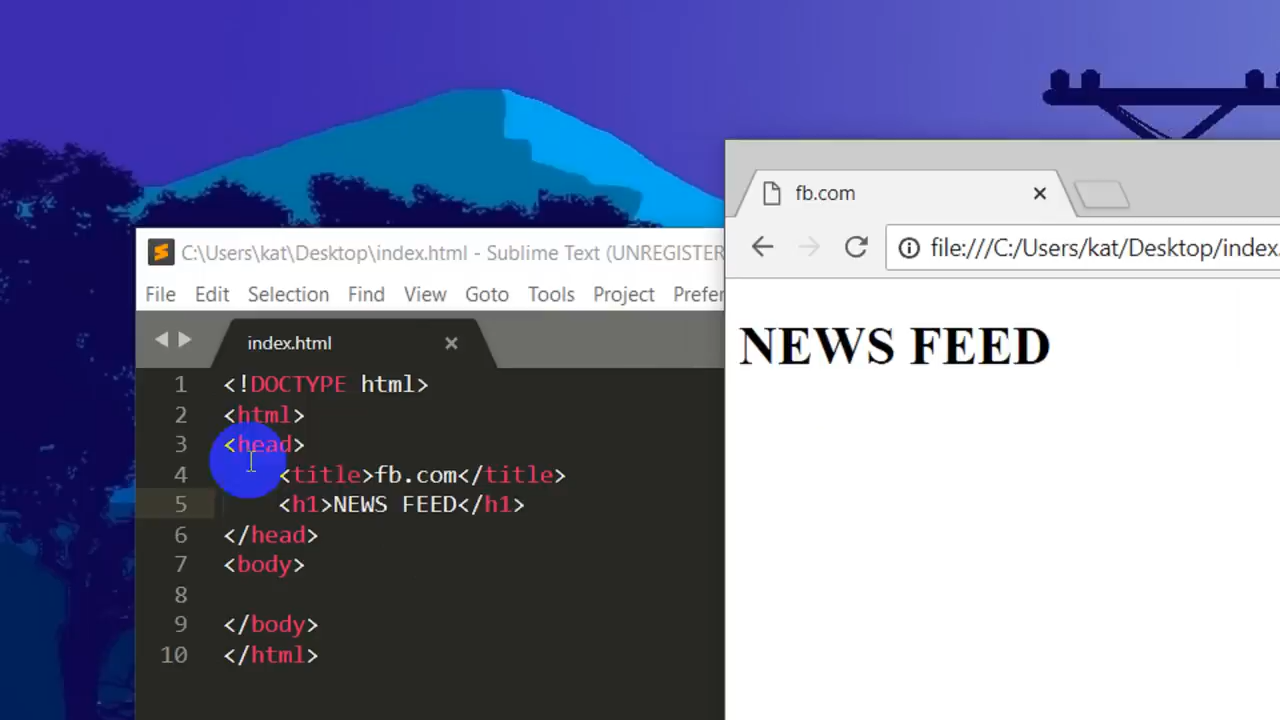 C:\Users\kat\Desktop\index.html - Sublime Text (UNREGISTER
File Edit Selection Find View Goto Tools Project Prefer
index.html
1 <!DOCTYPE html>
2 <html>
3 <head>
4 <title>fb.com</title>
5 <h1>NEWS FEED</h1>
6 </head>
7 <body>
8
9 </body>
10 </html>
fb.com
file:///C:/Users/kat/Desktop/index.
NEWS FEED